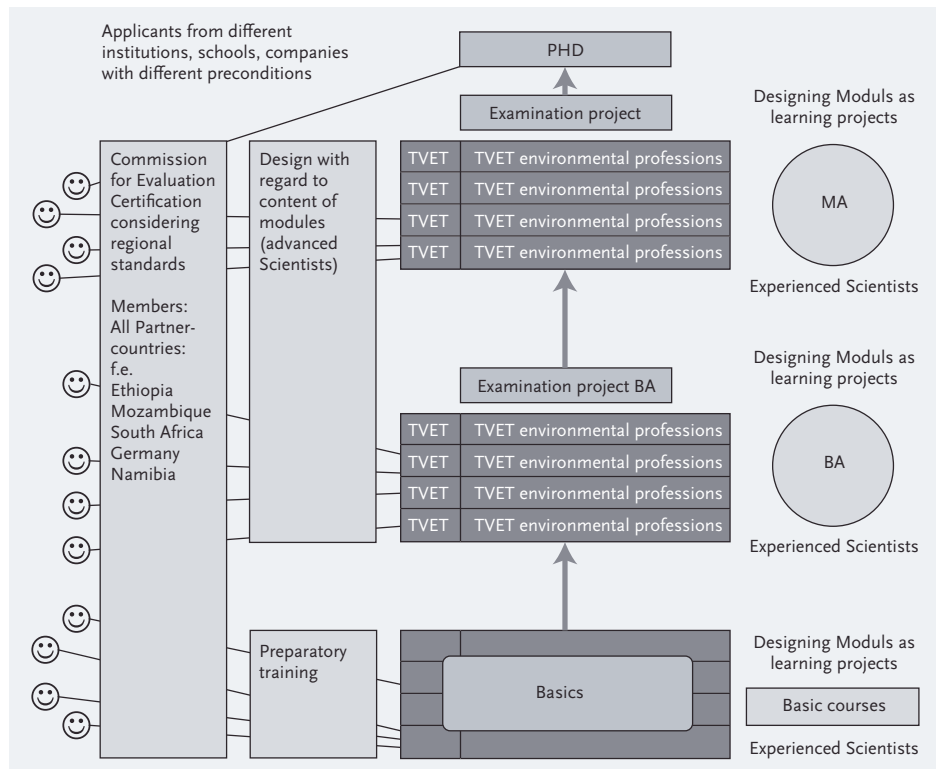 Applicants from different
institutions, schools, companies
with different preconditions
PHD
Examination project
Designing Moduls as
learning projects
MA
Experienced Scientists
Commission
for Evaluation
Certification
considering
regional
standards
Members:
All Partner-
countries:
f.e.
Ethiopia
Mozambique
South Africa
Germany
Namibia
Design with
regard to
content of
modules
(advanced
Scientists)
TVET TVET environmental professions
TVET TVET environmental professions
TVET TVET environmental professions
TVET TVET environmental professions
Examination project BA
Designing Moduls as
learning projects
BA
Experienced Scientists
TVET TVET environmental professions
TVET TVET environmental professions
TVET TVET environmental professions
TVET TVET environmental professions
Preparatory
training
Basics
Designing Moduls as
learning projects
Basic courses
Experienced Scientists